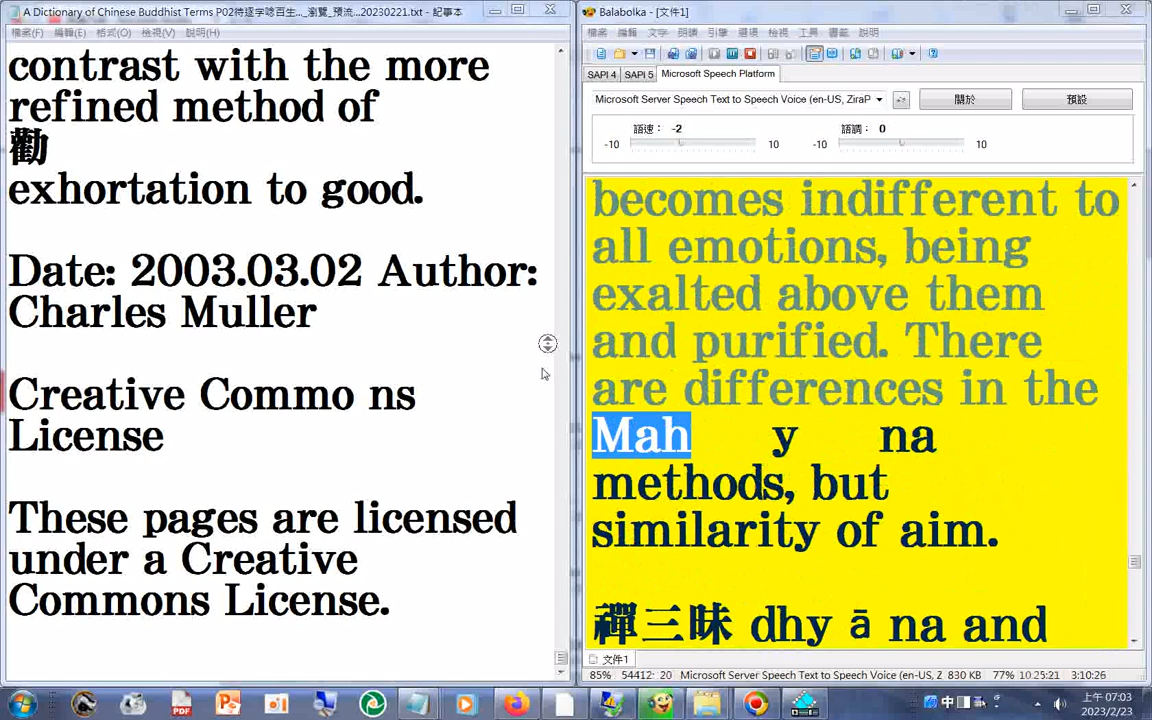 A Dictionary of Chinese Buddhist Terms P02待逐字唸百生..._瀏覽_預流...20230221.txt - 記事本
檔案(F) 編輯(E) 格式(O) 檢視(V) 說明(H)
contrast with the more
refined method of
勸
exhortation to good.
Date: 2003.03.02 Author:
Charles Muller
Creative Commo ns
License
These pages are licensed
under a Creative
Commons License.
Balabolka - [文件1]
檔案 編輯 文字 朗讀 引擎 選項 檢視 工具 書籤 說明
SAPI 4 SAPI 5 Microsoft Speech Platform
Microsoft Server Speech Text to Speech Voice (en-US, ZiraP
關於
預設
語速: -2 語調: 0
-10 10 -10 10
becomes indifferent to
all emotions, being
exalted above them
and purified. There
are differences in the
Mah y na
methods, but
similarity of aim.
禪三昧 dhy ā na and
文件1
85% 54412: 20 Microsoft Speech Platform: Microsoft Server Speech Text to Speech Voice (en-US, Z 830 KB 77% 10:25:21 3:10:26
中
上午 07:03
2023/2/23